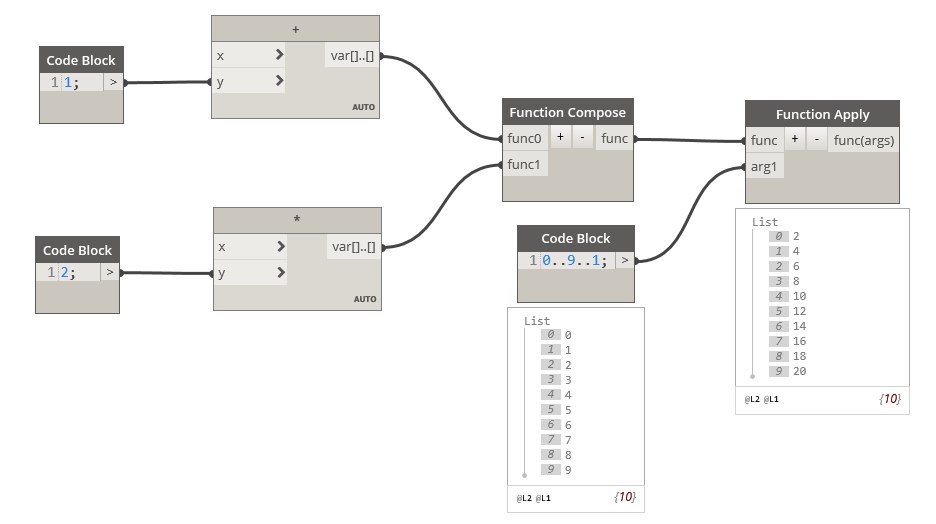 Code Block
1 1; >
+
x > var[]..[]
y >
AUTO
Code Block
1 2; >
*
x > var[]..[]
y >
AUTO
Function Compose
func0 + - func
func1
Code Block
1 0..9..1; >
List
0 0
1 1
2 2
3 3
4 4
5 5
6 6
7 7
8 8
9 9
@L2 @L1 {10}
Function Apply
func + - func(args)
arg1
List
0 2
1 4
2 6
3 8
4 10
5 12
6 14
7 16
8 18
9 20
@L2 @L1 {10}